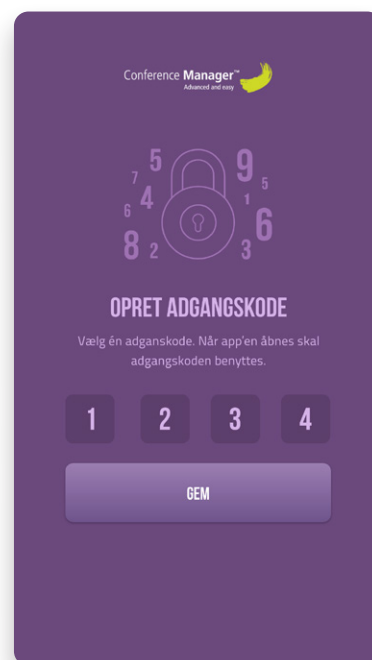 Conference Manager™
Advanced and easy
5 9
7 5
4 1
6 6
8 2 3
OPRET ADGANGSKODE
Vælg én adganskode. Når app'en åbnes skal
adgangskoden benyttes.
1 2 3 4
GEM